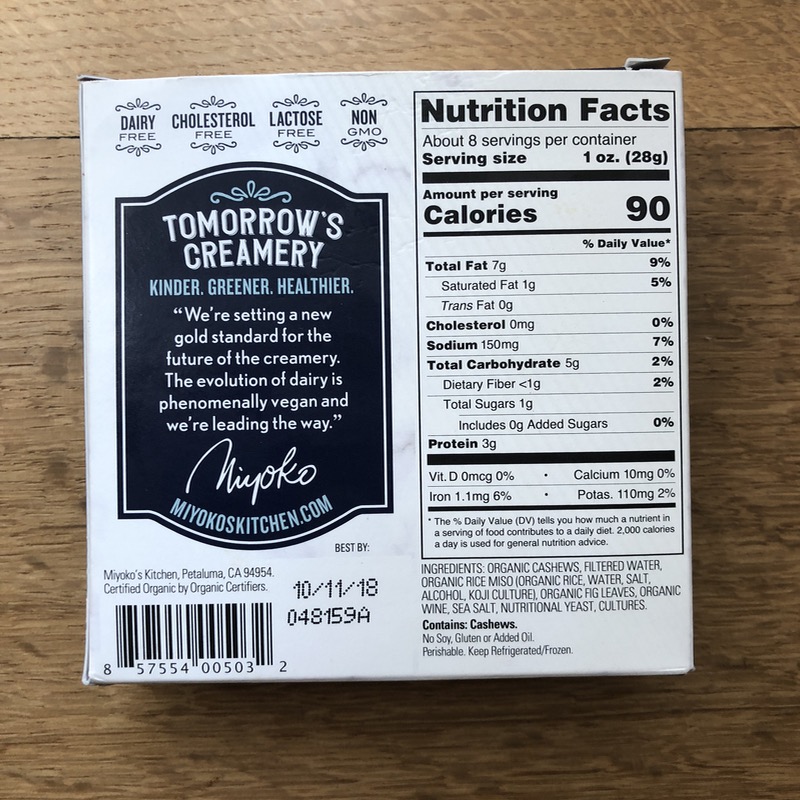 DAIRY
FREE
CHOLESTEROL
FREE
LACTOSE
FREE
NON
GMO
TOMORROW'S
CREAMERY
KINDER. GREENER. HEALTHIER.
“We’re setting a new
gold standard for the
future of the creamery.
The evolution of dairy is
phenomenally vegan and
we’re leading the way.”
Miyoko
MIYOKOSKITCHEN.COM
BEST BY:
Miyoko’s Kitchen, Petaluma, CA 94954.
Certified Organic by Organic Certifiers.
10/11/18
048159A
8 57554 00503 2
Nutrition Facts
About 8 servings per container
Serving size 1 oz. (28g)
Amount per serving
Calories 90
% Daily Value*
Total Fat 7g 9%
Saturated Fat 1g 5%
Trans Fat 0g
Cholesterol 0mg 0%
Sodium 150mg 7%
Total Carbohydrate 5g 2%
Dietary Fiber <1g 2%
Total Sugars 1g
Includes 0g Added Sugars 0%
Protein 3g
Vit. D 0mcg 0% • Calcium 10mg 0%
Iron 1.1mg 6% • Potas. 110mg 2%
* The % Daily Value (DV) tells you how much a nutrient in
a serving of food contributes to a daily diet. 2,000 calories
a day is used for general nutrition advice.
INGREDIENTS: ORGANIC CASHEWS, FILTERED WATER,
ORGANIC RICE MISO (ORGANIC RICE, WATER, SALT,
ALCOHOL, KOJI CULTURE), ORGANIC FIG LEAVES, ORGANIC
WINE, SEA SALT, NUTRITIONAL YEAST, CULTURES.
Contains: Cashews.
No Soy, Gluten or Added Oil.
Perishable. Keep Refrigerated/Frozen.